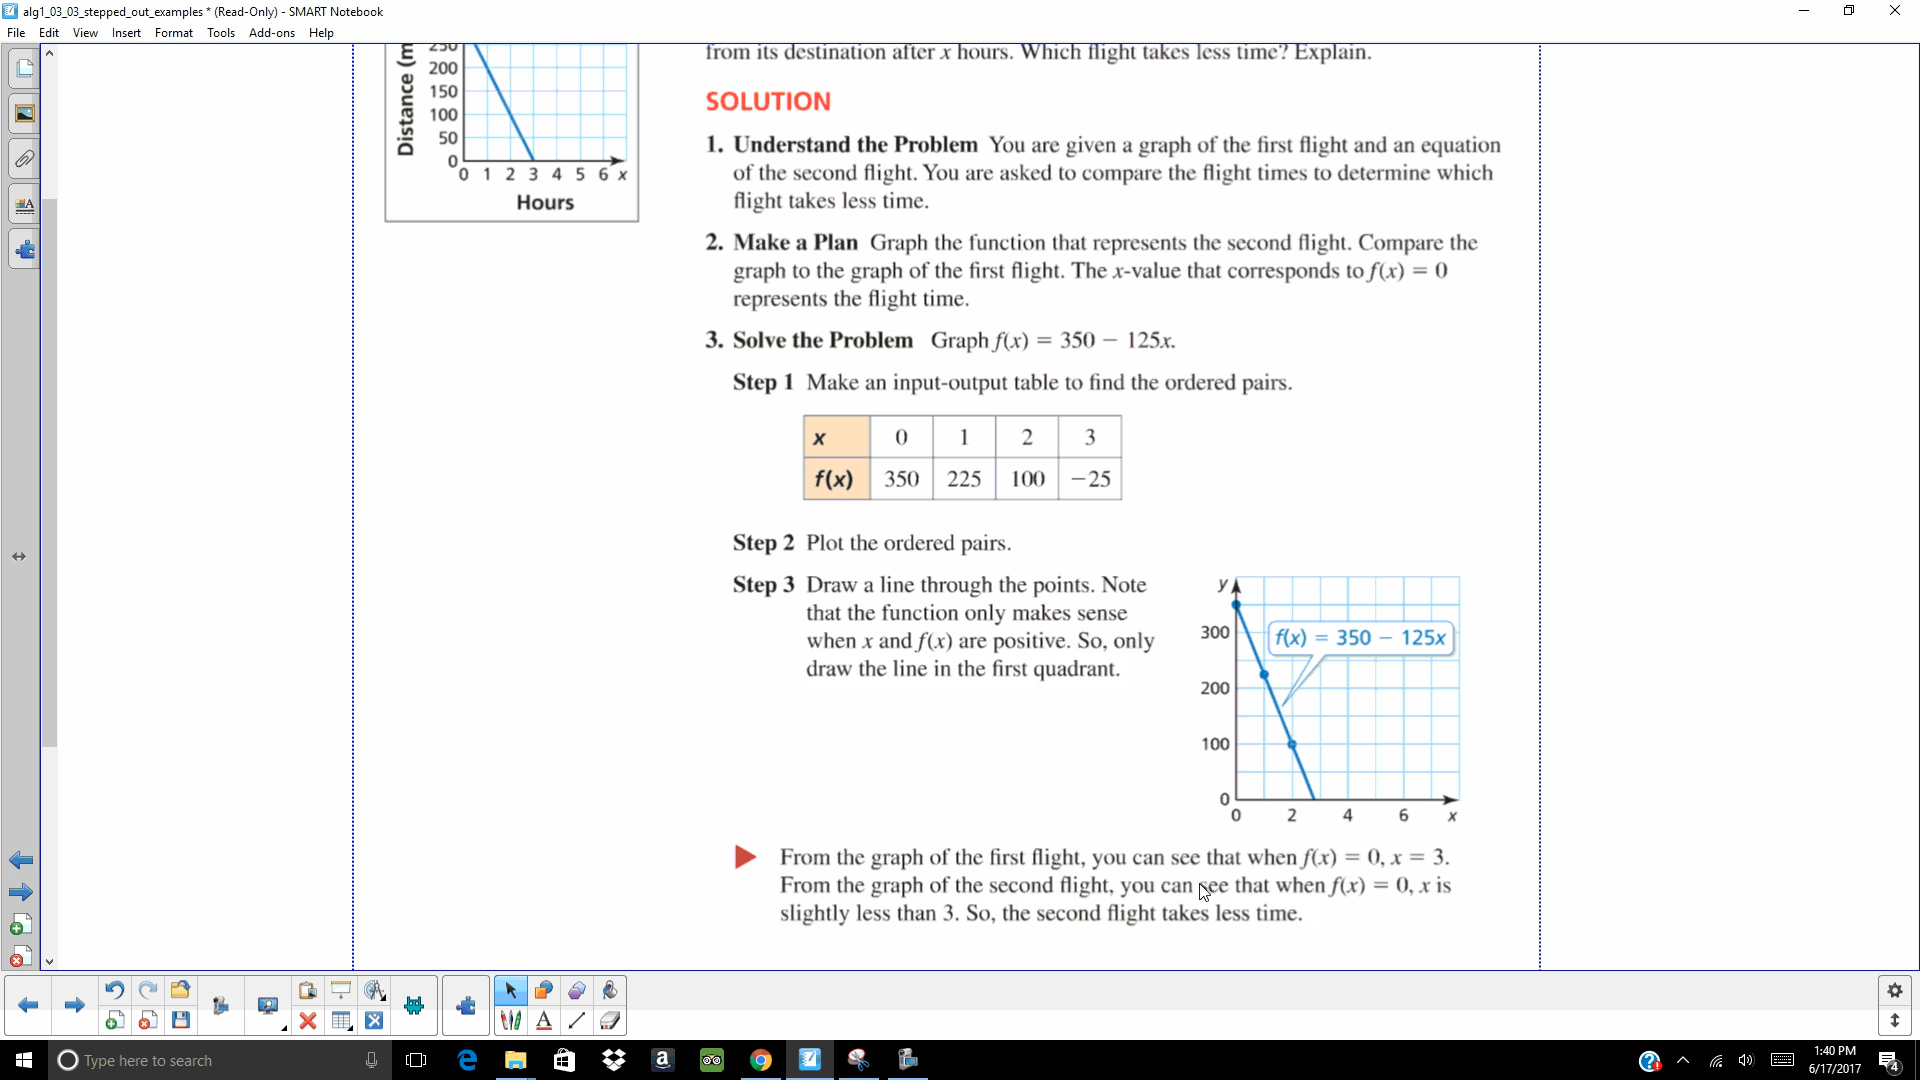 alg1_03_03_stepped_out_examples * (Read-Only) - SMART Notebook
File Edit View Insert Format Tools Add-ons Help
from its destination after x hours. Which flight takes less time? Explain.
Distance (m
250
200
150
100
50
0
0 1 2 3 4 5 6 x
Hours
SOLUTION
1. Understand the Problem You are given a graph of the first flight and an equation
of the second flight. You are asked to compare the flight times to determine which
flight takes less time.
2. Make a Plan Graph the function that represents the second flight. Compare the
graph to the graph of the first flight. The x-value that corresponds to f(x) = 0
represents the flight time.
3. Solve the Problem Graph f(x) = 350 − 125x.
Step 1 Make an input-output table to find the ordered pairs.
x 0 1 2 3
f(x) 350 225 100 −25
Step 2 Plot the ordered pairs.
Step 3 Draw a line through the points. Note
that the function only makes sense
when x and f(x) are positive. So, only
draw the line in the first quadrant.
y
300
f(x) = 350 − 125x
200
100
0
0 2 4 6 x
From the graph of the first flight, you can see that when f(x) = 0, x = 3.
From the graph of the second flight, you can see that when f(x) = 0, x is
slightly less than 3. So, the second flight takes less time.
Type here to search
1:40 PM
6/17/2017
4